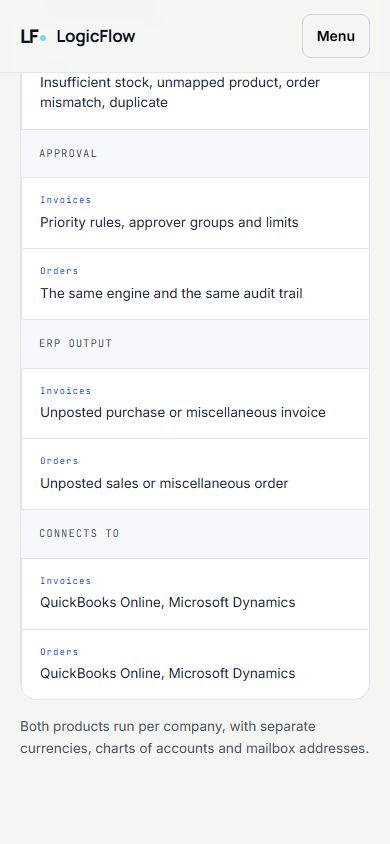 LF LogicFlow
Menu
Insufficient stock, unmapped product, order
mismatch, duplicate
APPROVAL
Invoices
Priority rules, approver groups and limits
Orders
The same engine and the same audit trail
ERP OUTPUT
Invoices
Unposted purchase or miscellaneous invoice
Orders
Unposted sales or miscellaneous order
CONNECTS TO
Invoices
QuickBooks Online, Microsoft Dynamics
Orders
QuickBooks Online, Microsoft Dynamics
Both products run per company, with separate
currencies, charts of accounts and mailbox addresses.